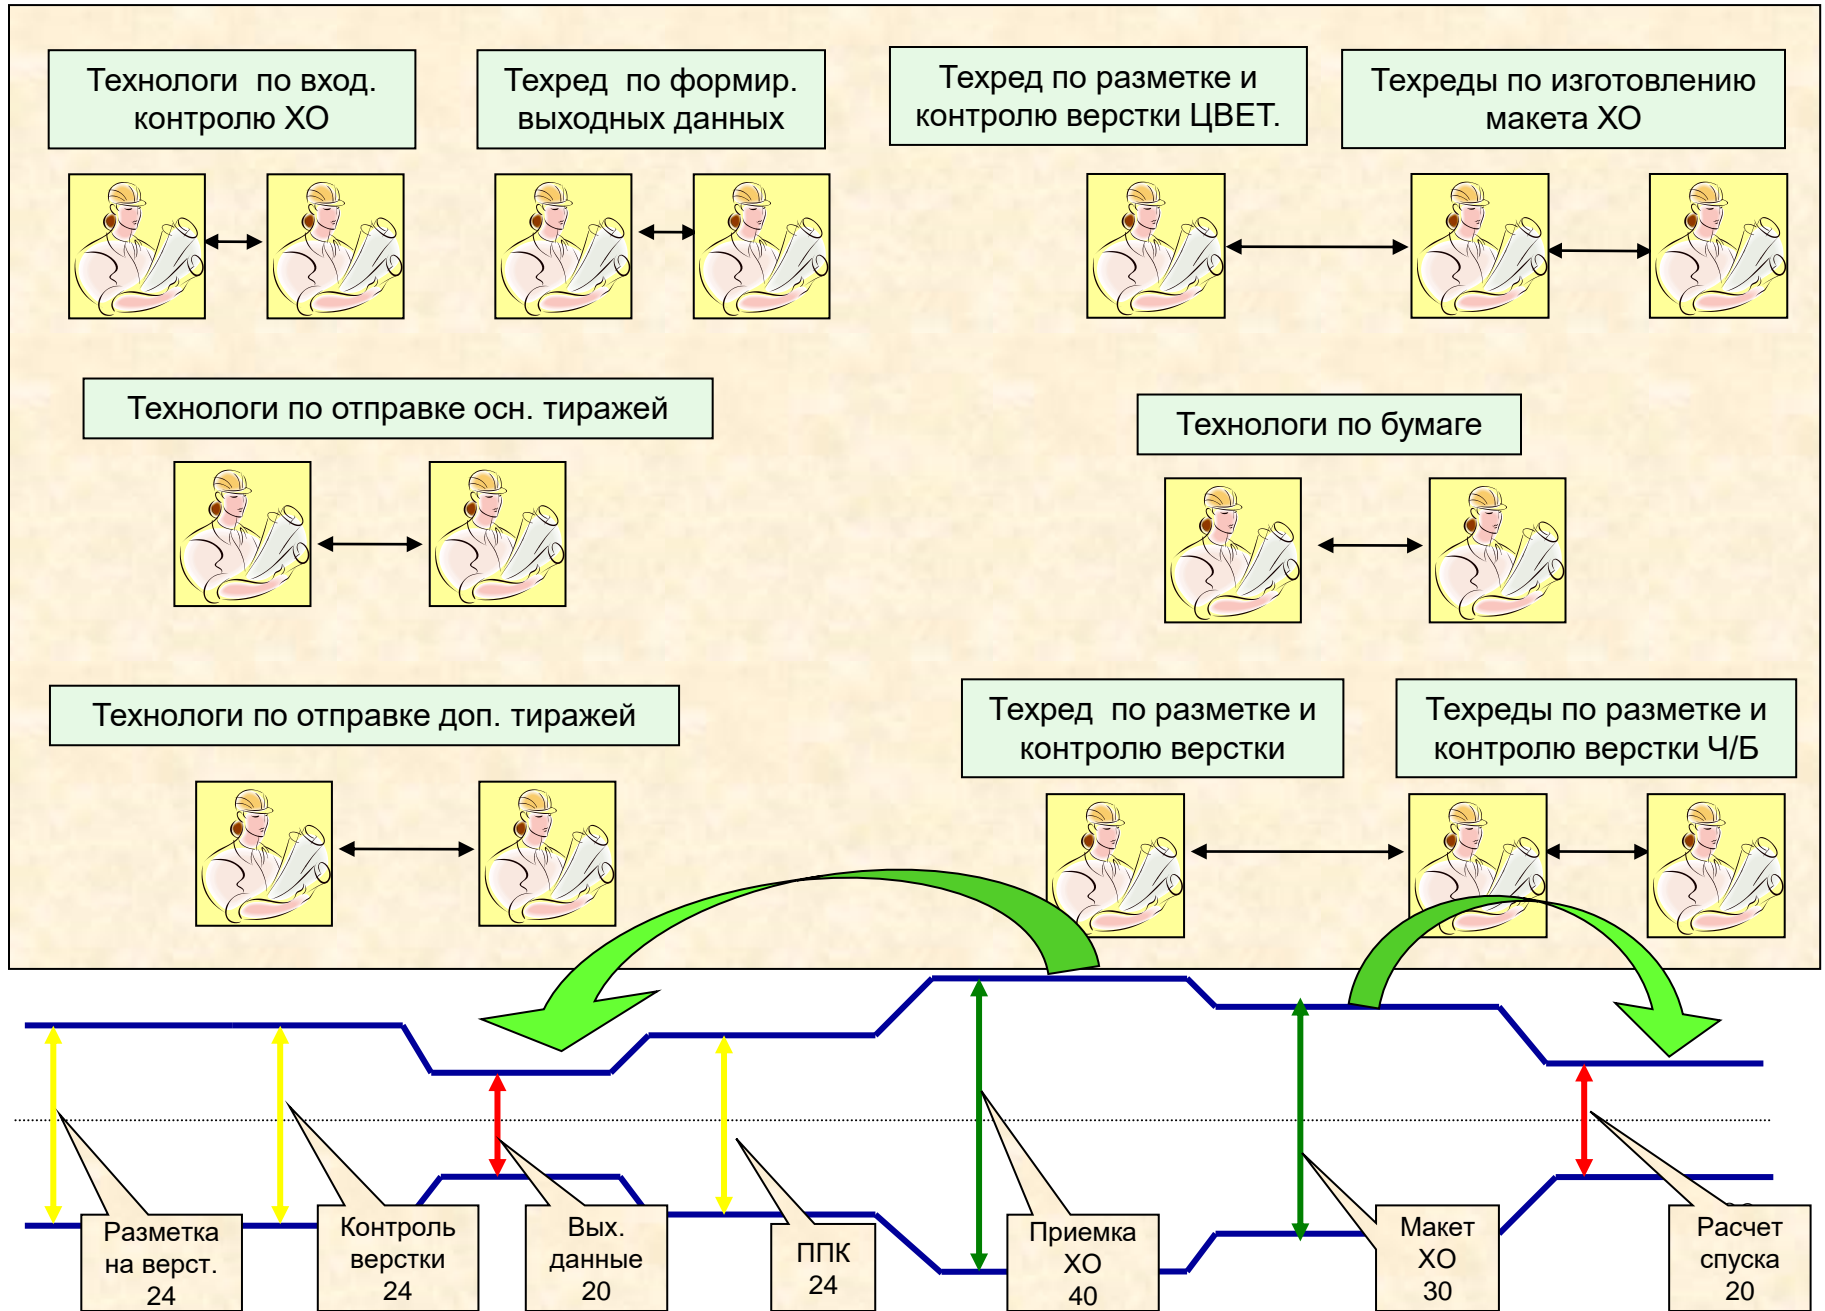 Технологи по вход.
контролю ХО
Техред по формир.
выходных данных
Техред по разметке и
контролю верстки ЦВЕТ.
Техреды по изготовлению
макета ХО
Технологи по отправке осн. тиражей
Технологи по бумаге
Технологи по отправке доп. тиражей
Техред по разметке и
контролю верстки
Техреды по разметке и
контролю верстки Ч/Б
Разметка
на верст.
24
Контроль
верстки
24
Вых.
данные
20
ППК
24
Приемка
ХО
40
Макет
ХО
30
Расчет
спуска
20